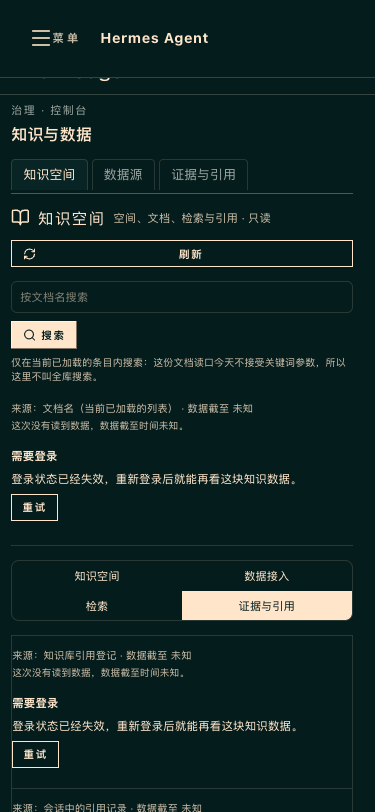 菜单
Hermes Agent
治理 · 控制台
知识与数据
知识空间
数据源
证据与引用
知识空间
空间、文档、检索与引用 · 只读
刷新
按文档名搜索
搜索
仅在当前已加载的条目内搜索：这份文档读口今天不接受关键词参数，所以
这里不叫全库搜索。
来源：文档名（当前已加载的列表） · 数据截至 未知
这次没有读到数据，数据截至时间未知。
需要登录
登录状态已经失效，重新登录后就能再看这块知识数据。
重试
知识空间
数据接入
检索
证据与引用
来源：知识库引用登记 · 数据截至 未知
这次没有读到数据，数据截至时间未知。
需要登录
登录状态已经失效，重新登录后就能再看这块知识数据。
重试
来源：会话中的引用记录 · 数据截至 未知